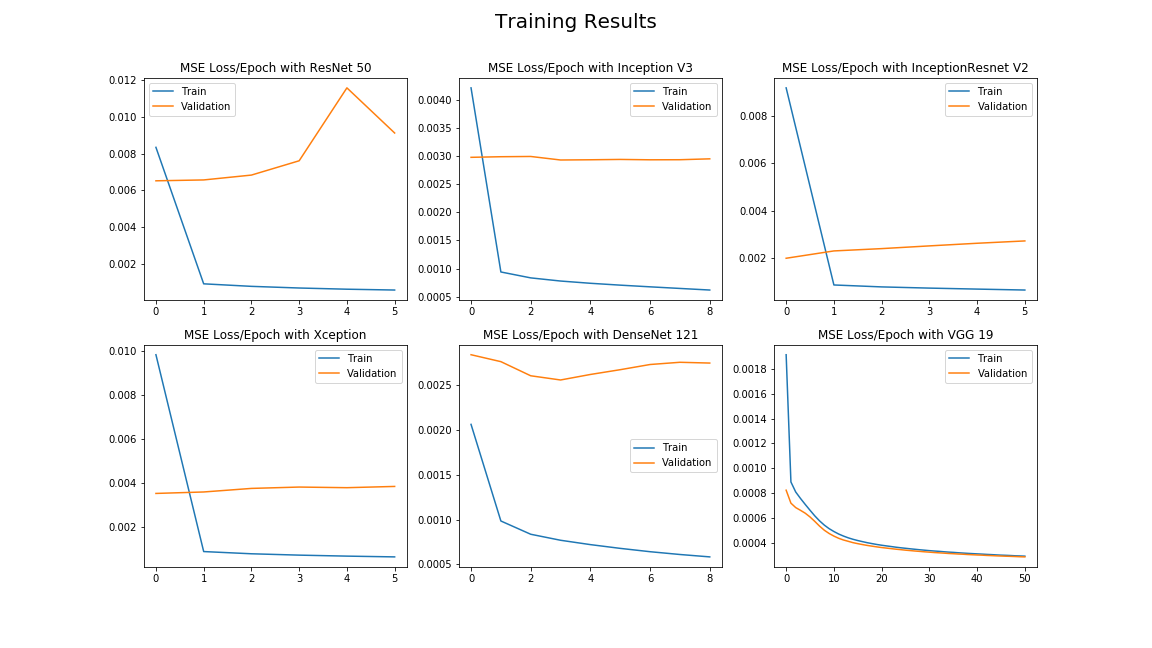 Training Results
MSE Loss/Epoch with ResNet 50
0.012
0.010
0.008
0.006
0.004
0.002
0 1 2 3 4 5
Train
Validation
MSE Loss/Epoch with Inception V3
0.0040
0.0035
0.0030
0.0025
0.0020
0.0015
0.0010
0.0005
0 2 4 6 8
Train
Validation
MSE Loss/Epoch with InceptionResnet V2
0.008
0.006
0.004
0.002
0 1 2 3 4 5
Train
Validation
MSE Loss/Epoch with Xception
0.010
0.008
0.006
0.004
0.002
0 1 2 3 4 5
Train
Validation
MSE Loss/Epoch with DenseNet 121
0.0025
0.0020
0.0015
0.0010
0.0005
0 2 4 6 8
Train
Validation
MSE Loss/Epoch with VGG 19
0.0018
0.0016
0.0014
0.0012
0.0010
0.0008
0.0006
0.0004
0 10 20 30 40 50
Train
Validation